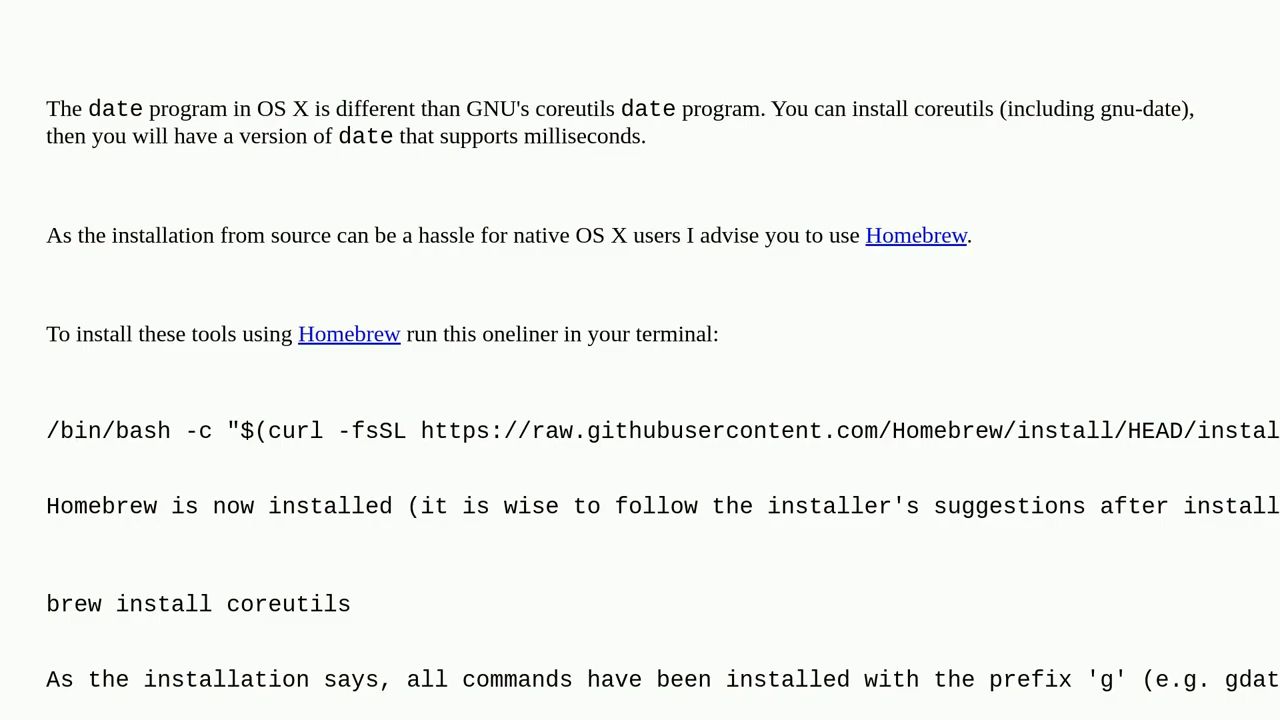 The date program in OS X is different than GNU's coreutils date program. You can install coreutils (including gnu-date),
then you will have a version of date that supports milliseconds.
As the installation from source can be a hassle for native OS X users I advise you to use Homebrew.
To install these tools using Homebrew run this oneliner in your terminal:
/bin/bash -c "$(curl -fsSL https://raw.githubusercontent.com/Homebrew/install/HEAD/instal
Homebrew is now installed (it is wise to follow the installer's suggestions after install
brew install coreutils
As the installation says, all commands have been installed with the prefix 'g' (e.g. gdat